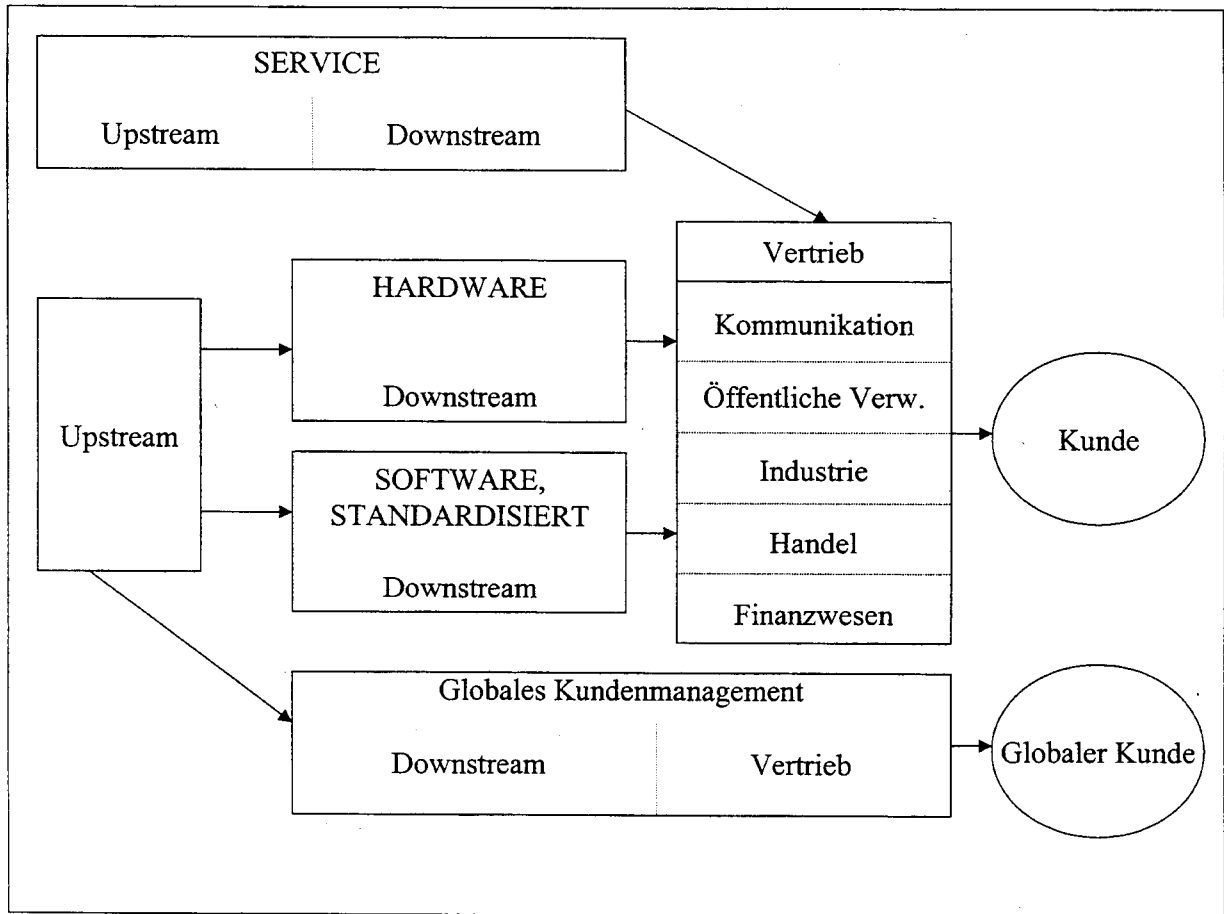 SERVICE
Upstream
Downstream
Vertrieb
HARDWARE
Kommunikation
Downstream
Öffentliche Verw.
Upstream
Kunde
SOFTWARE,
STANDARDISIERT
Industrie
Handel
Downstream
Finanzwesen
Globales Kundenmanagement
Downstream
Vertrieb
Globaler Kunde